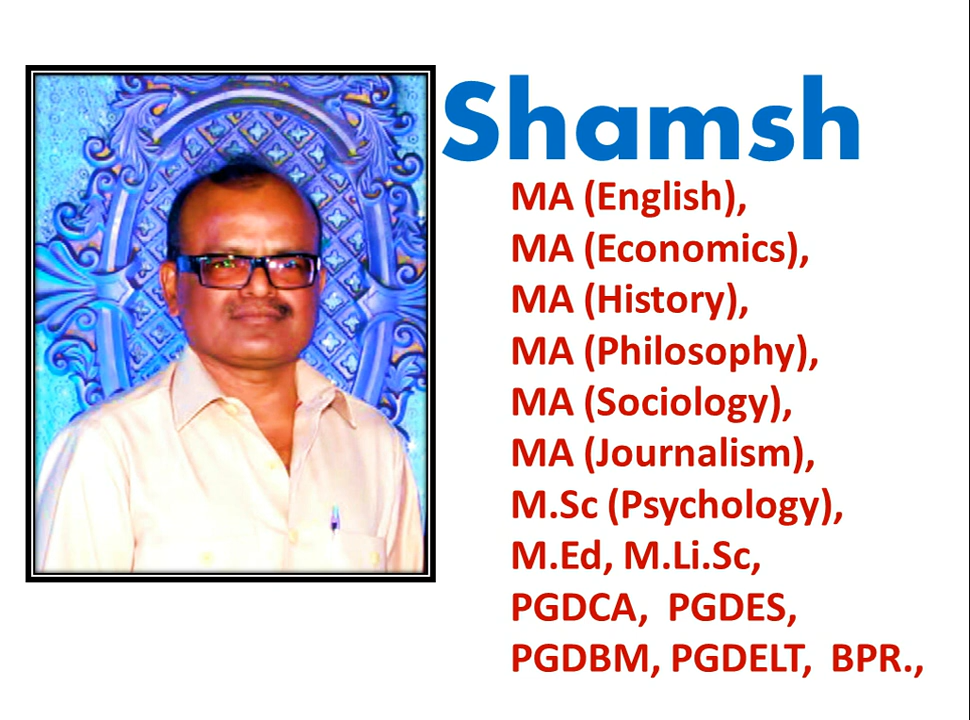 Shamsh
MA (English),
MA (Economics),
MA (History),
MA (Philosophy),
MA (Sociology),
MA (Journalism),
M.Sc (Psychology),
M.Ed, M.Li.Sc,
PGDCA, PGDES,
PGDBM, PGDELT, BPR.,